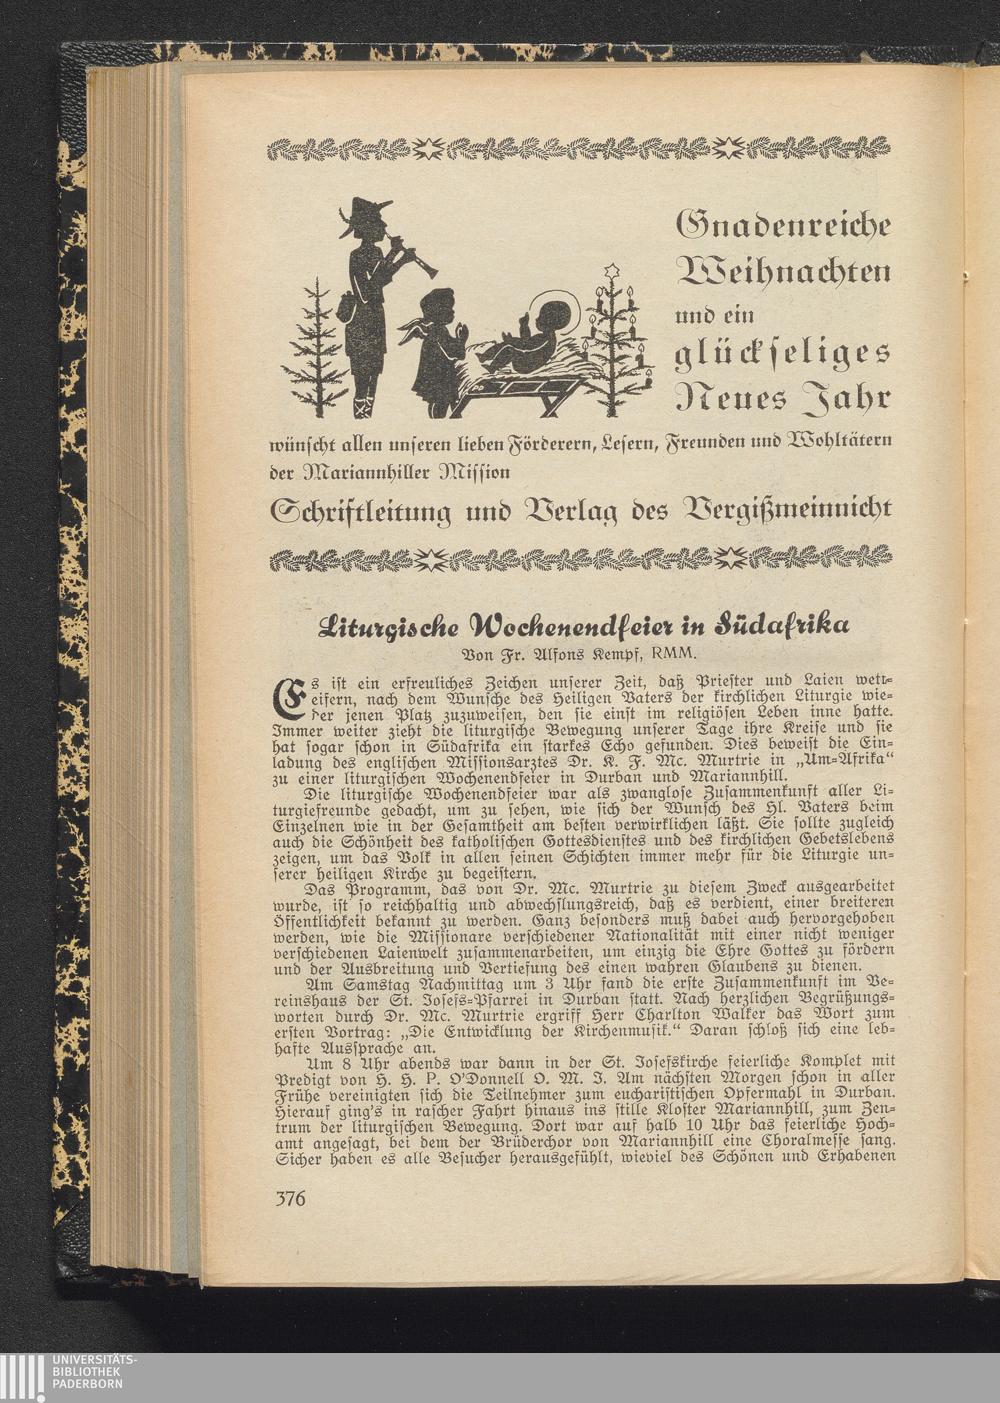 Gnadenreiche
Weihnachten
und ein
glückseliges
Neues Jahr
wünscht allen unseren lieben Förderern, Lesern, Freunden und Wohltätern
der Mariannhiller Mission
Schriftleitung und Verlag des Vergißmeinnicht
Liturgische Wochenendfeier in Südafrika
Von Fr. Alfons Kempf, RMM.
Es ist ein erfreuliches Zeichen unserer Zeit, daß Priester und Laien wett=
eifern, nach dem Wunsche des Heiligen Vaters der kirchlichen Liturgie wie=
der jenen Platz zuzuweisen, den sie einst im religiösen Leben inne hatte.
Immer weiter zieht die liturgische Bewegung unserer Tage ihre Kreise und sie
hat sogar schon in Südafrika ein starkes Echo gefunden. Dies beweist die Ein=
ladung des englischen Missionsarztes Dr. K. F. Mc. Murtrie in „Um=Afrika“
zu einer liturgischen Wochenendfeier in Durban und Mariannhill.
Die liturgische Wochenendfeier war als zwanglose Zusammenkunft aller Li=
turgiefreunde gedacht, um zu sehen, wie sich der Wunsch des Hl. Vaters beim
Einzelnen wie in der Gesamtheit am besten verwirklichen läßt. Sie sollte zugleich
auch die Schönheit des katholischen Gottesdienstes und des kirchlichen Gebetslebens
zeigen, um das Volk in allen seinen Schichten immer mehr für die Liturgie un=
serer heiligen Kirche zu begeistern.
Das Programm, das von Dr. Mc. Murtrie zu diesem Zweck ausgearbeitet
wurde, ist so reichhaltig und abwechslungsreich, daß es verdient, einer breiteren
Öffentlichkeit bekannt zu werden. Ganz besonders muß dabei auch hervorgehoben
werden, wie die Missionare verschiedener Nationalität mit einer nicht weniger
verschiedenen Laienwelt zusammenarbeiten, um einzig die Ehre Gottes zu fördern
und der Ausbreitung und Vertiefung des einen wahren Glaubens zu dienen.
Am Samstag Nachmittag um 3 Uhr fand die erste Zusammenkunft im Ve=
reinshaus der St. Josefs=Pfarrei in Durban statt. Nach herzlichen Begrüßungs=
worten durch Dr. Mc. Murtrie ergriff Herr Charlton Walker das Wort zum
ersten Vortrag: „Die Entwicklung der Kirchenmusik.“ Daran schloß sich eine leb=
hafte Aussprache an.
Um 8 Uhr abends war dann in der St. Josefskirche feierliche Komplet mit
Predigt von H. H. P. O'Donnell O. M. J. Am nächsten Morgen schon in aller
Frühe vereinigten sich die Teilnehmer zum eucharistischen Opfermahl in Durban.
Hierauf ging's in rascher Fahrt hinaus ins stille Kloster Mariannhill, zum Zen=
trum der liturgischen Bewegung. Dort war auf halb 10 Uhr das feierliche Hoch=
amt angesagt, bei dem der Brüderchor von Mariannhill eine Choralmesse sang.
Sicher haben es alle Besucher herausgefühlt, wieviel des Schönen und Erhabenen
376
UNIVERSITÄTS-
BIBLIOTHEK
PADERBORN